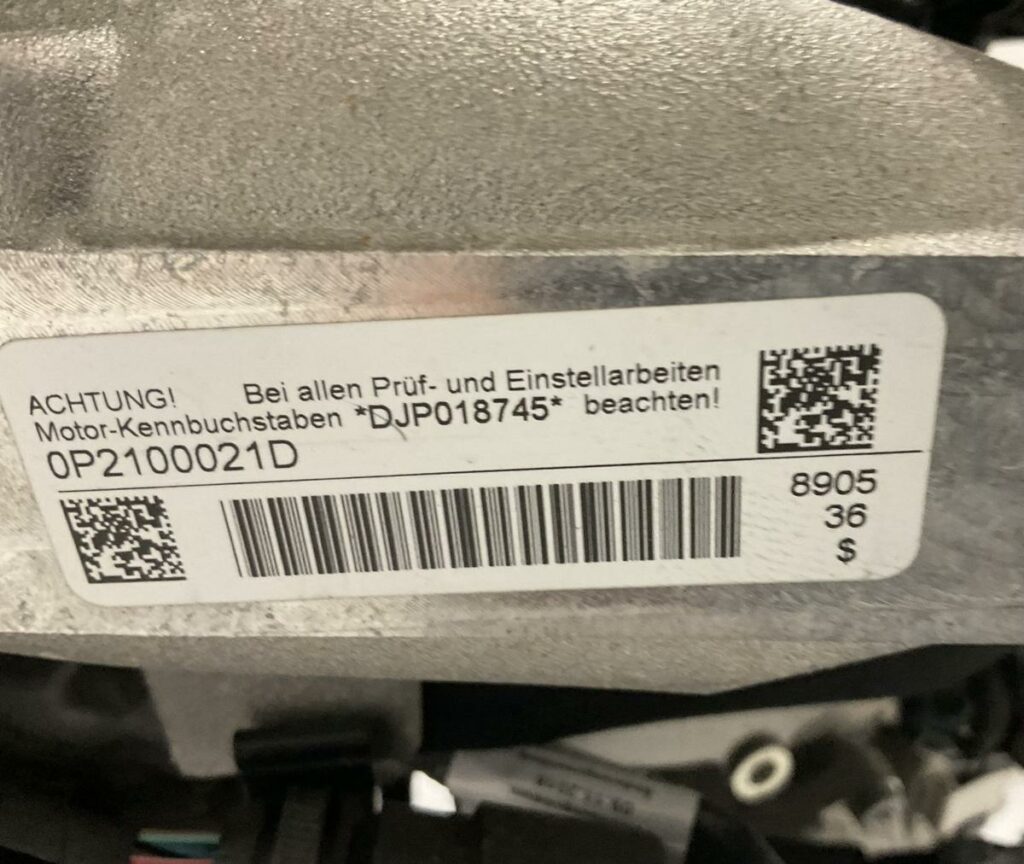 ACHTUNG! Bei allen Prüf- und Einstellarbeiten
Motor-Kennbuchstaben *DJP018745* beachten!
0P2100021D
8905
36
$